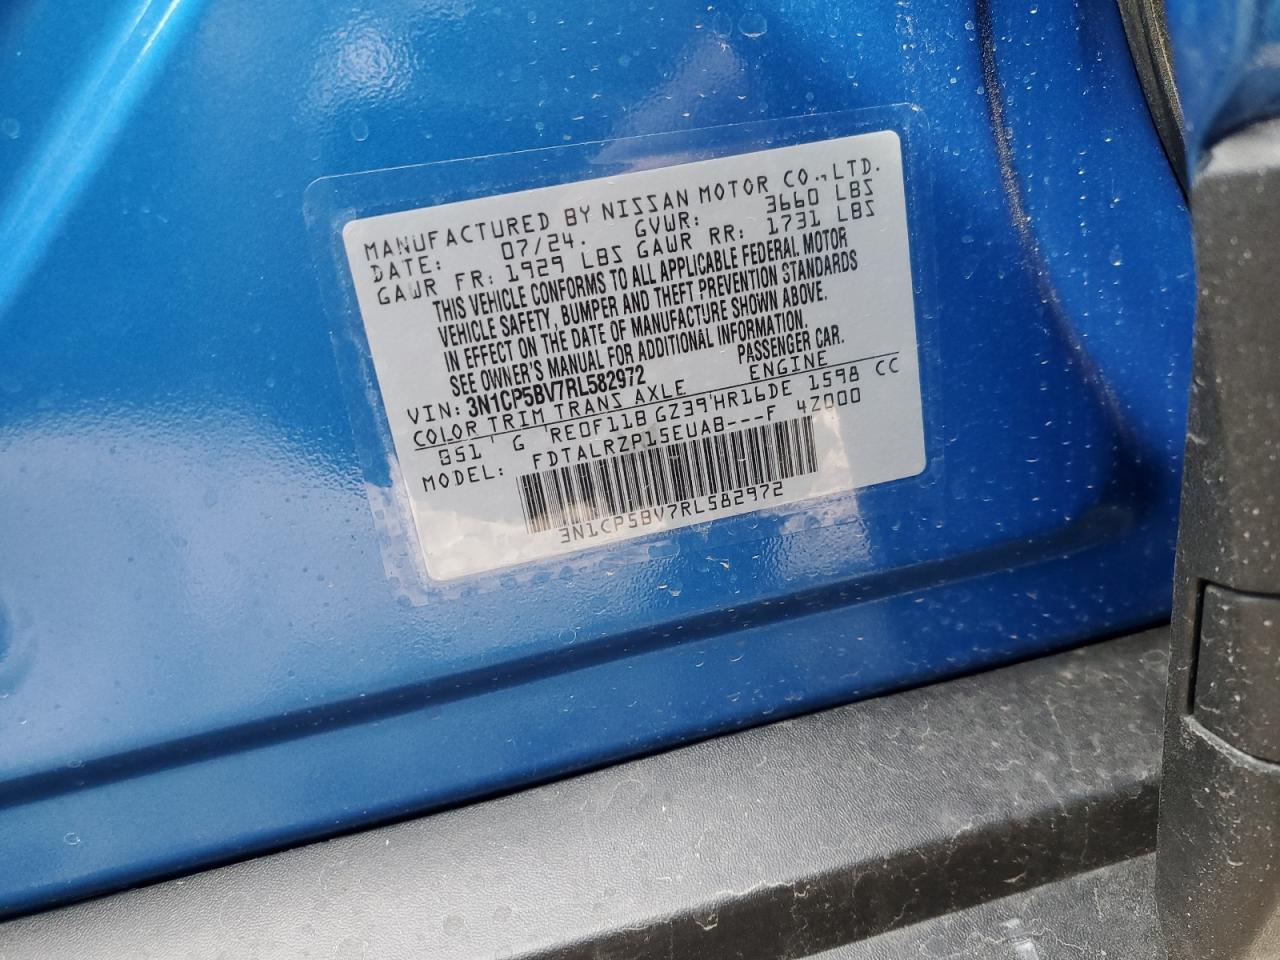 MANUFACTURED BY NISSAN MOTOR CO.,LTD.
DATE: 07/24. GVWR: 3660 LBS
GAWR FR: 1929 LBS GAWR RR: 1731 LBS
THIS VEHICLE CONFORMS TO ALL APPLICABLE FEDERAL MOTOR
VEHICLE SAFETY, BUMPER AND THEFT PREVENTION STANDARDS
IN EFFECT ON THE DATE OF MANUFACTURE SHOWN ABOVE.
SEE OWNER'S MANUAL FOR ADDITIONAL INFORMATION.
VIN: 3N1CP5BV7RL582972 PASSENGER CAR.
COLOR TRIM TRANS AXLE ENGINE
G RE0F11B GZ39 HR16DE 1598 CC
MODEL: FDTALRZP15EUAB---F 42000
3N1CP5BV7RL582972